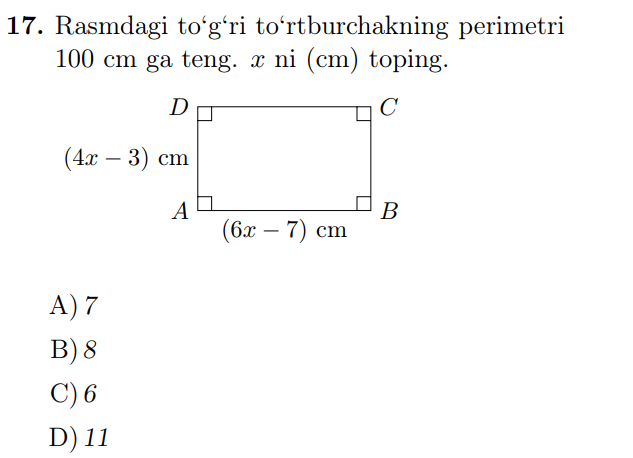 17. Rasmdagi to‘g‘ri to‘rtburchakning perimetri
100 cm ga teng. x ni (cm) toping.
D C
(4x − 3) cm
A B
(6x − 7) cm
A) 7
B) 8
C) 6
D) 11